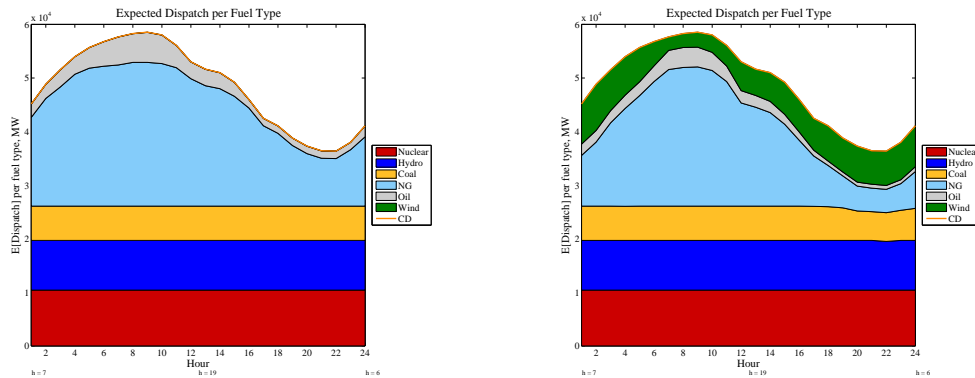 Expected Dispatch per Fuel Type
x 10⁴
E[Dispatch] per fuel type, MW
6
5
4
3
2
1
0
2 4 6 8 10 12 14 16 18 20 22 24
Hour
h = 7 h = 19 h = 6
Nuclear
Hydro
Coal
NG
Oil
Wind
CD
Expected Dispatch per Fuel Type
x 10⁴
E[Dispatch] per fuel type, MW
6
5
4
3
2
1
0
2 4 6 8 10 12 14 16 18 20 22 24
Hour
h = 7 h = 19 h = 6
Nuclear
Hydro
Coal
NG
Oil
Wind
CD